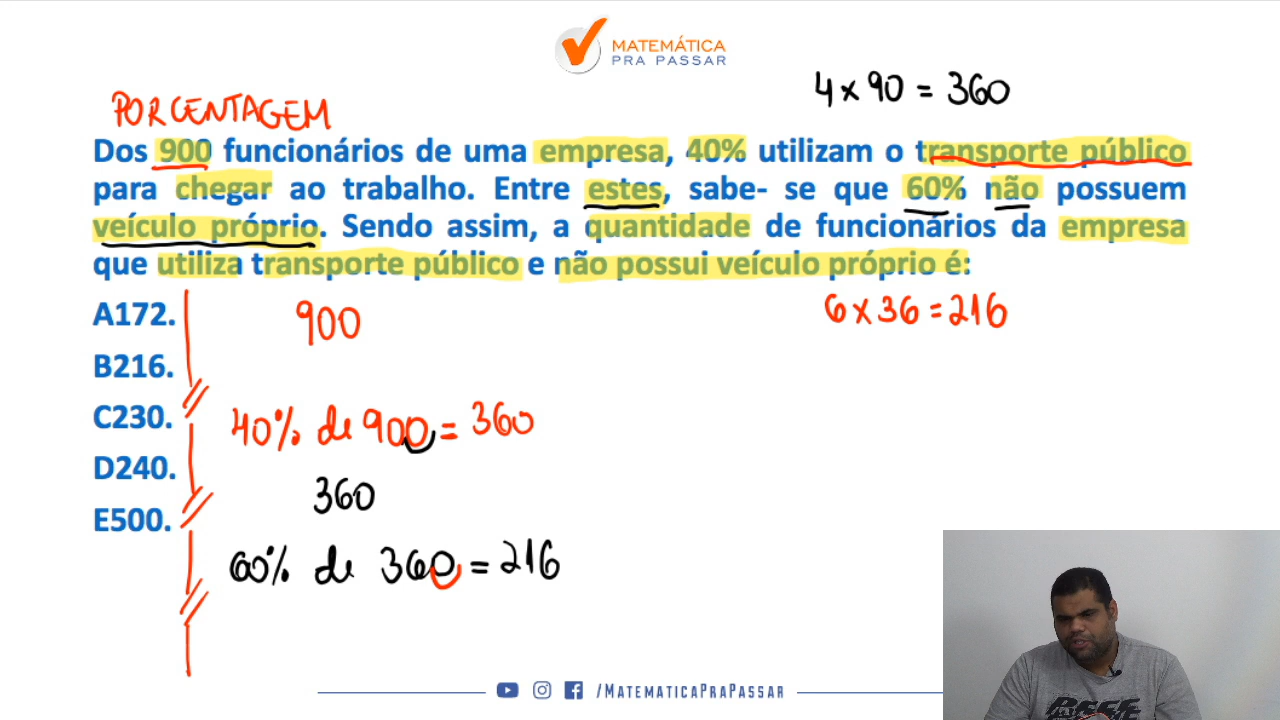 MATEMÁTICA
PRA PASSAR
4 x 90 = 360
PORCENTAGEM
Dos 900 funcionários de uma empresa, 40% utilizam o transporte público
para chegar ao trabalho. Entre estes, sabe- se que 60% não possuem
veículo próprio. Sendo assim, a quantidade de funcionários da empresa
que utiliza transporte público e não possui veículo próprio é:
6 x 36 = 216
A172.
900
B216.
C230.
40% de 900 = 360
D240.
360
E500.
60% de 360 = 216
/MATEMATICAPRAPASSAR